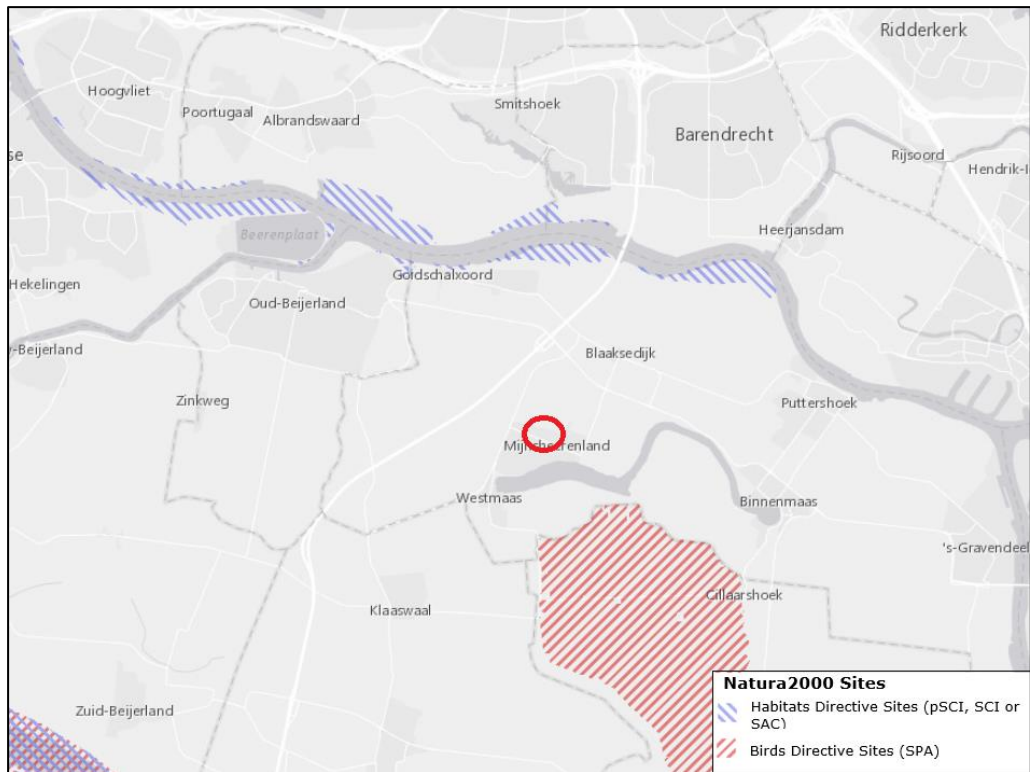 Ridderkerk
Hoogvliet
Smitshoek
Poortugaal
Albrandswaard
Barendrecht
se
Rijsoord
Hendrik-I
Heerjansdam
Beerenplaat
Hekelingen
Goidschalxoord
Oud-Beijerland
y-Beijerland
Blaaksedijk
Zinkweg
Puttershoek
Mijnsheerenland
Westmaas
Binnenmaas
's-Gravendeel
Cillaarshoek
Klaaswaal
Zuid-Beijerland
Natura2000 Sites
Habitats Directive Sites (pSCI, SCI or
SAC)
Birds Directive Sites (SPA)